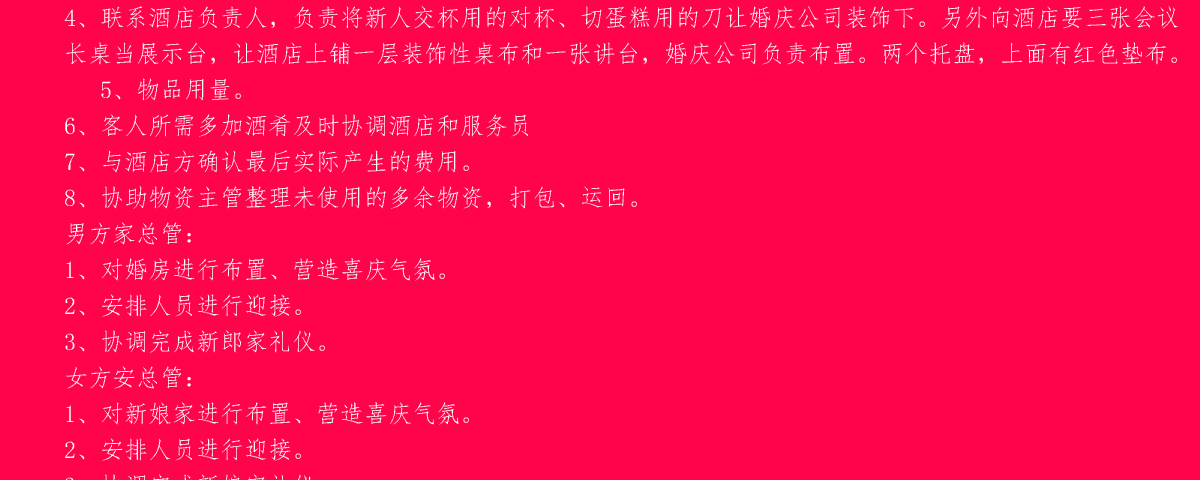 4、联系酒店负责人，负责将新人交杯用的对杯、切蛋糕用的刀让婚庆公司装饰下。另外向酒店要三张会议
长桌当展示台，让酒店上铺一层装饰性桌布和一张讲台，婚庆公司负责布置。两个托盘，上面有红色垫布。
5、物品用量。
6、客人所需多加酒肴及时协调酒店和服务员
7、与酒店方确认最后实际产生的费用。
8、协助物资主管整理未使用的多余物资，打包、运回。
男方家总管：
1、对婚房进行布置、营造喜庆气氛。
2、安排人员进行迎接。
3、协调完成新郎家礼仪。
女方安总管：
1、对新娘家进行布置、营造喜庆气氛。
2、安排人员进行迎接。